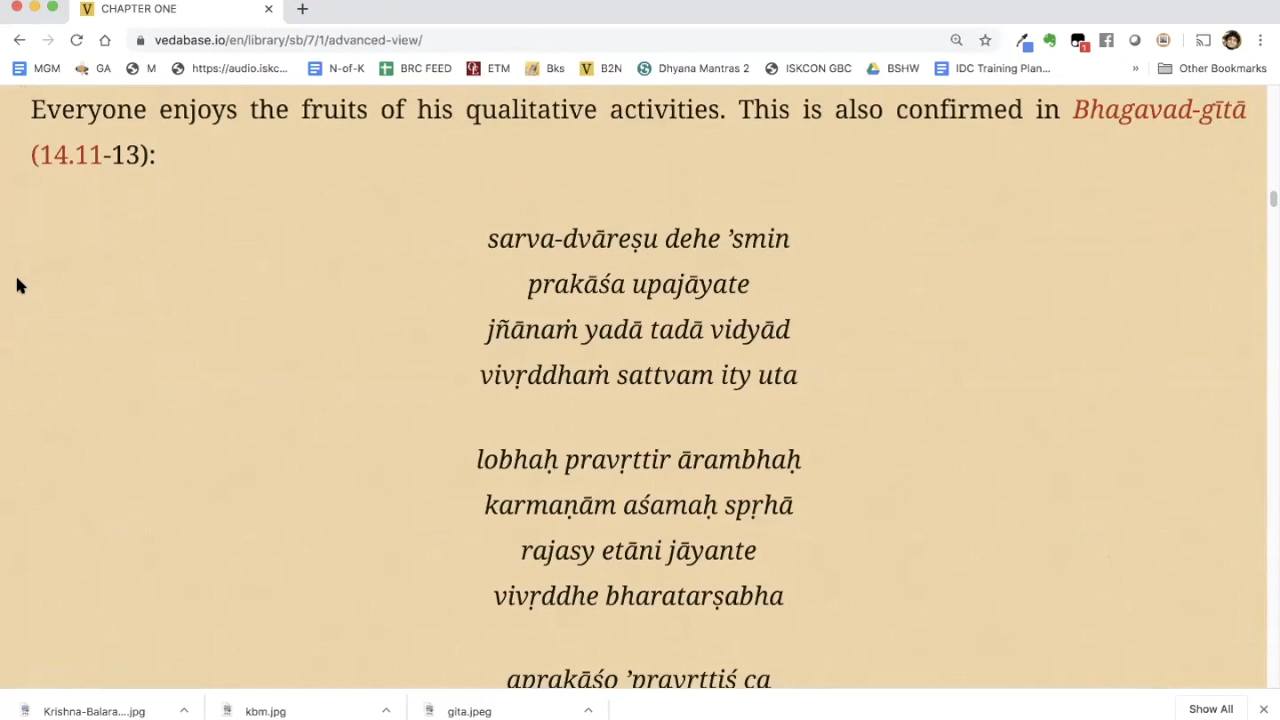 CHAPTER ONE
vedabase.io/en/library/sb/7/1/advanced-view/
MGM GA M https://audio.iskc... N-of-K BRC FEED ETM Bks B2N Dhyana Mantras 2 ISKCON GBC BSHW IDC Training Plan... » Other Bookmarks
Everyone enjoys the fruits of his qualitative activities. This is also confirmed in Bhagavad-gītā
(14.11-13):
sarva-dvāreṣu dehe ’smin
prakāśa upajāyate
jñānaṁ yadā tadā vidyād
vivṛddhaṁ sattvam ity uta
lobhaḥ pravṛttir ārambhaḥ
karmaṇām aśamaḥ spṛhā
rajasy etāni jāyante
vivṛddhe bharatarṣabha
aprakāśo ’pravṛttiś ca
Krishna-Balara....jpg kbm.jpg gita.jpeg Show All